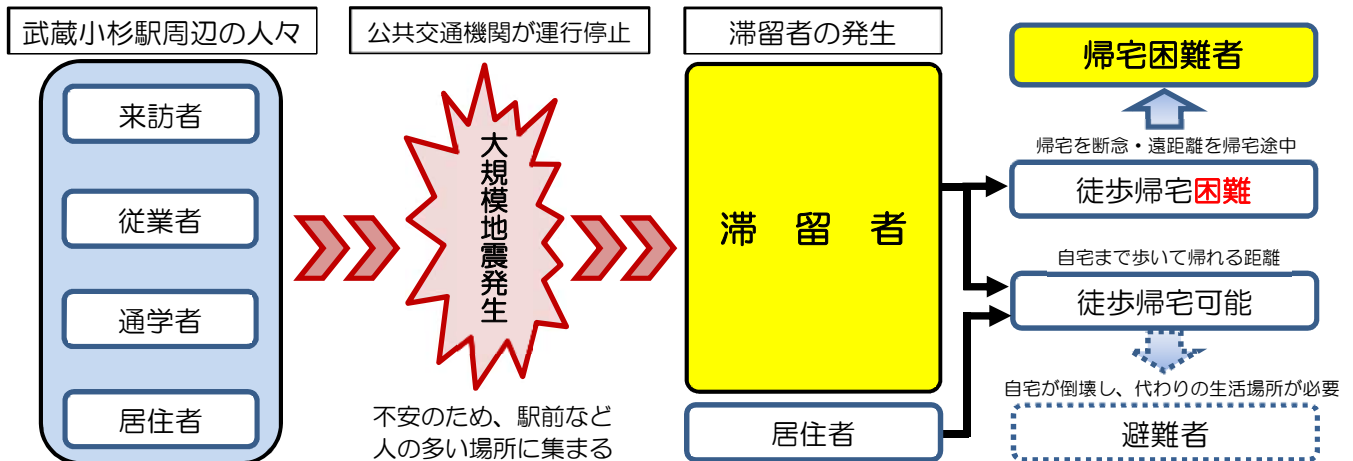 武蔵小杉駅周辺の人々
来訪者
従業者
通学者
居住者
公共交通機関が運行停止
大規模地震発生
不安のため、駅前など
人の多い場所に集まる
滞留者の発生
滞留者
居住者
帰宅困難者
帰宅を断念・遠距離を帰宅途中
徒歩帰宅困難
自宅まで歩いて帰れる距離
徒歩帰宅可能
自宅が倒壊し、代わりの生活場所が必要
避難者